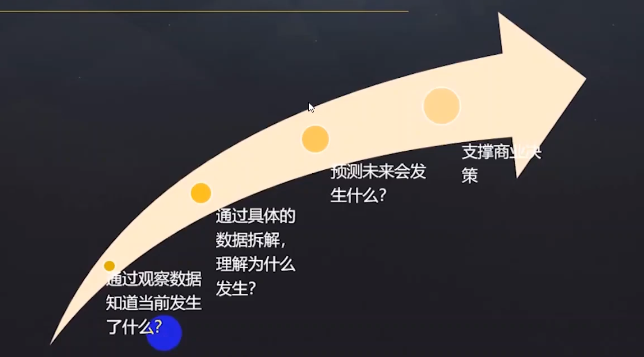 通过观察数据
知道当前发生
了什么?
通过具体的
数据拆解，
理解为什么
发生?
预测未来会发
生什么?
支撑商业决
策